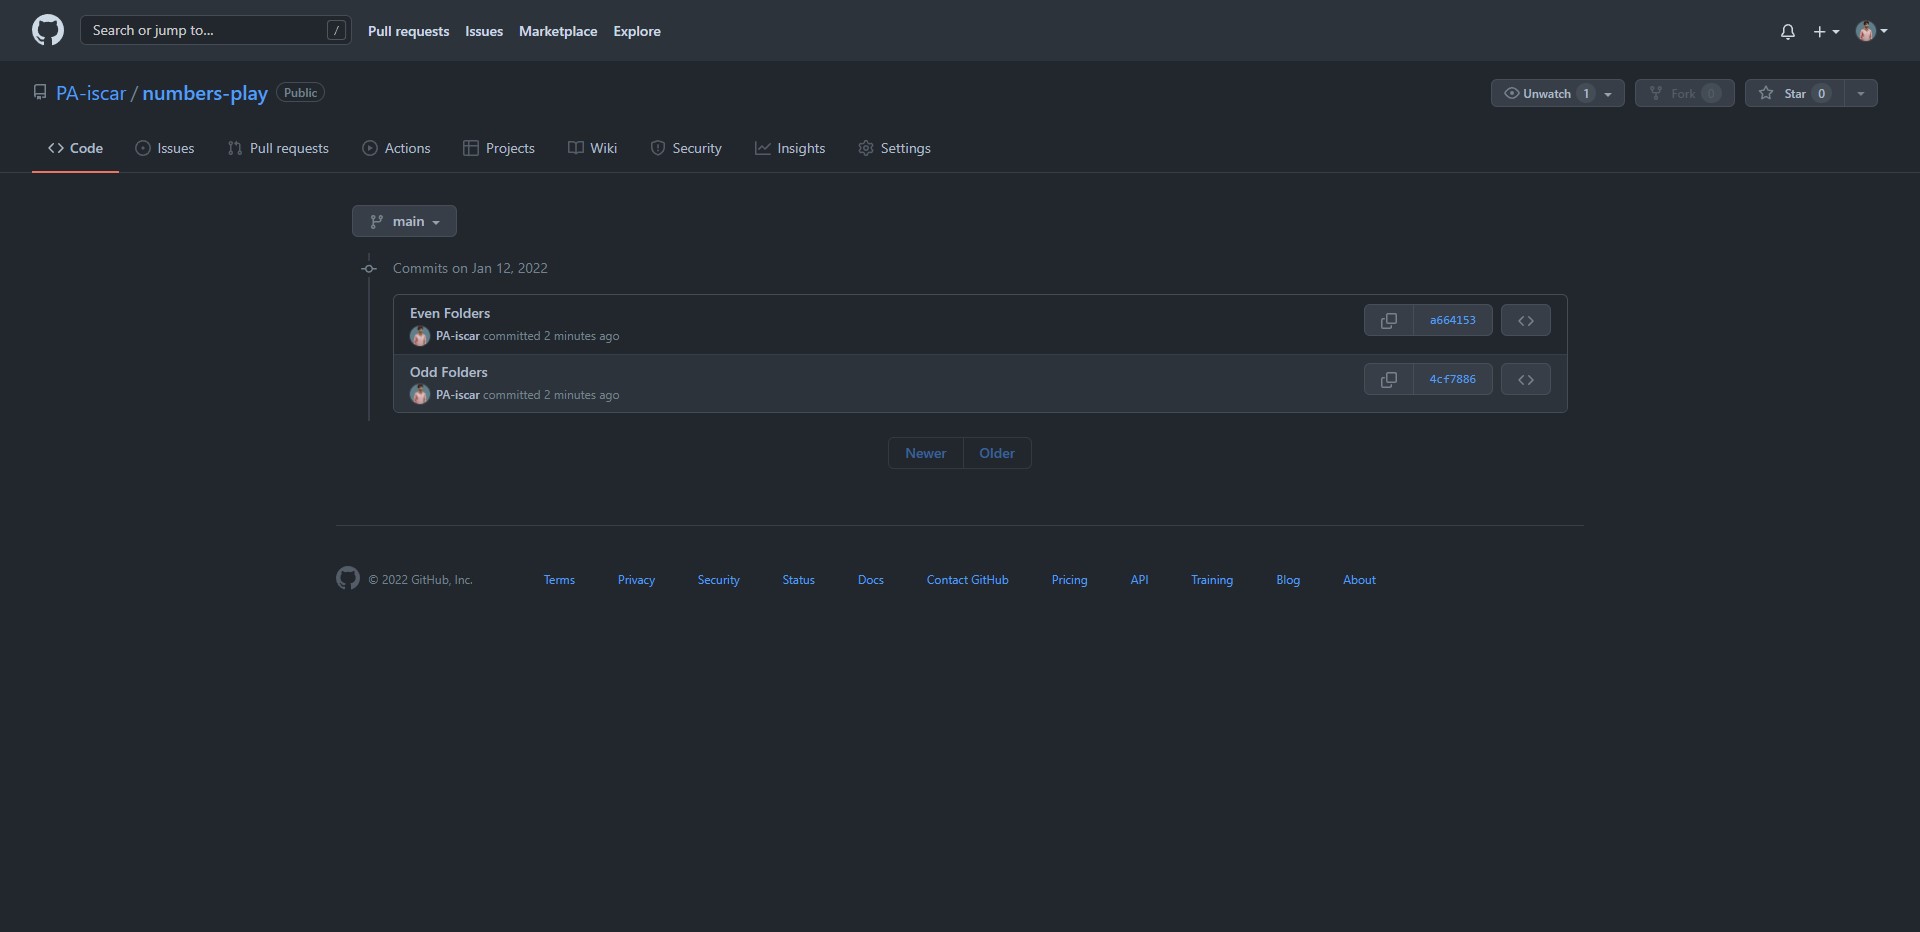 Search or jump to... /
Pull requests Issues Marketplace Explore
PA-iscar / numbers-play Public
Unwatch 1 Fork 0 Star 0
Code Issues Pull requests Actions Projects Wiki Security Insights Settings
main
Commits on Jan 12, 2022
Even Folders
PA-iscar committed 2 minutes ago
a664153
Odd Folders
PA-iscar committed 2 minutes ago
4cf7886
Newer Older
© 2022 GitHub, Inc. Terms Privacy Security Status Docs Contact GitHub Pricing API Training Blog About